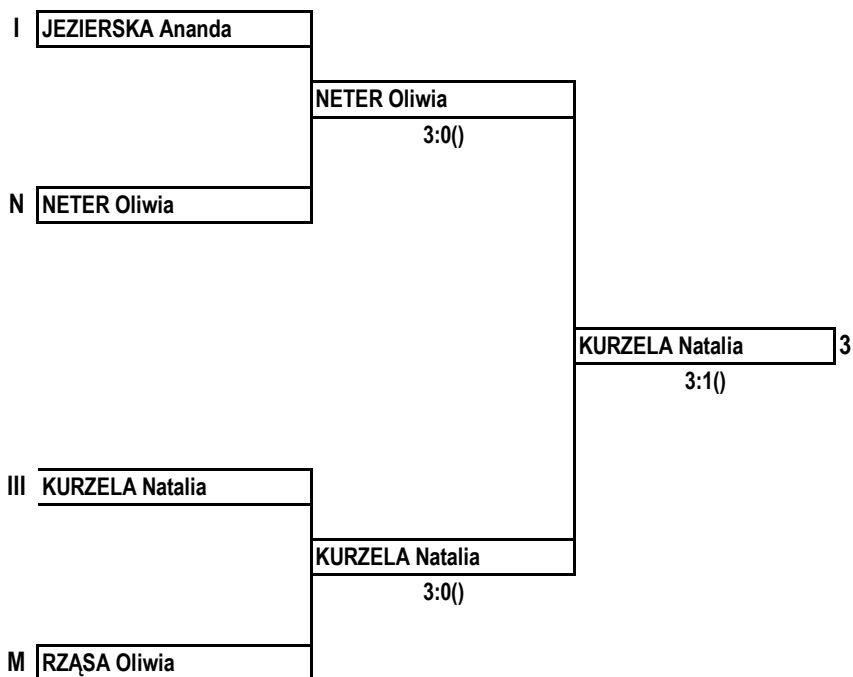 I JEZIERSKA Ananda
NETER Oliwia
3:0()
N NETER Oliwia
KURZELA Natalia 3
3:1()
III KURZELA Natalia
KURZELA Natalia
3:0()
M RZĄSA Oliwia